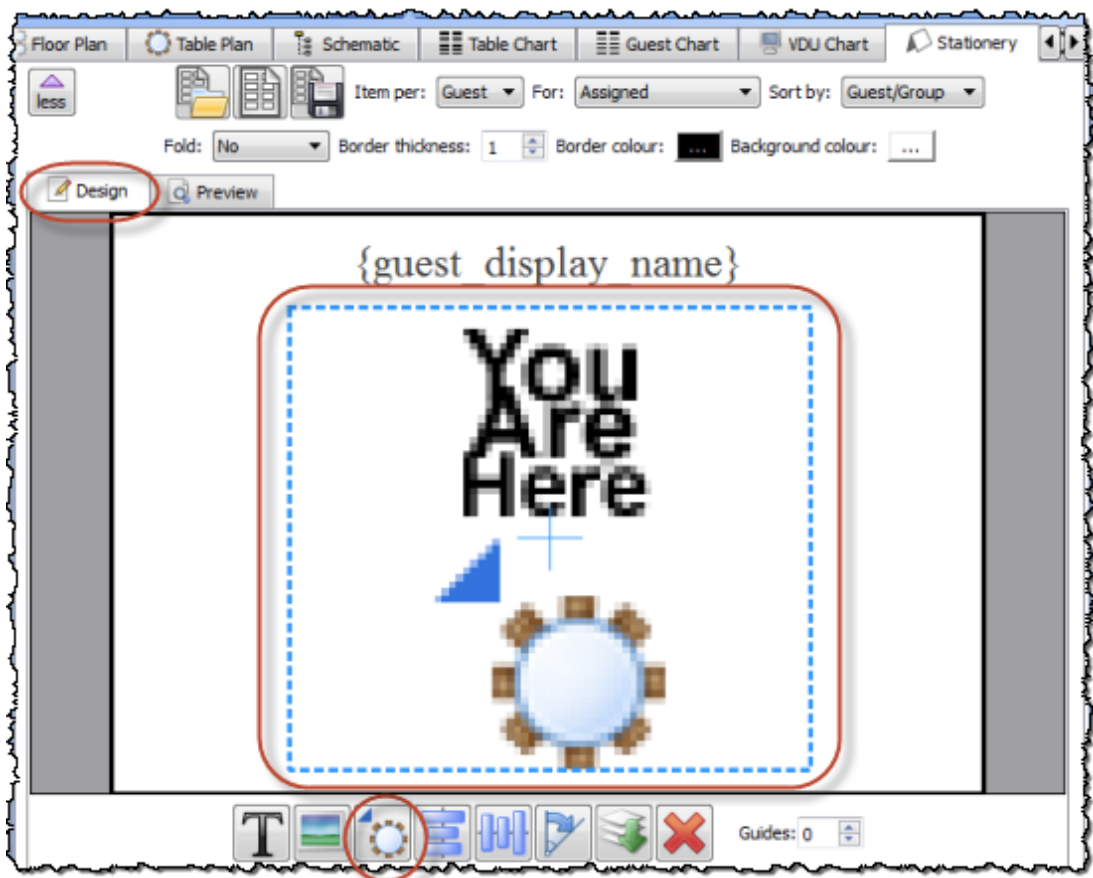 Floor Plan Table Plan Schematic Table Chart Guest Chart VDU Chart Stationery
less Item per: Guest For: Assigned Sort by: Guest/Group
Fold: No Border thickness: 1 Border colour: ... Background colour: ...
Design Preview
{guest_display_name}
You
Are
Here
T Guides: 0